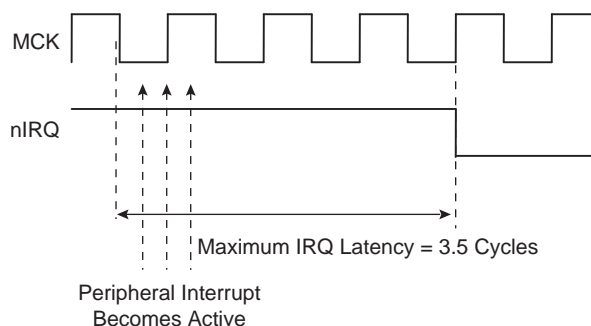 MCK
nIRQ
Maximum IRQ Latency = 3.5 Cycles
Peripheral Interrupt
Becomes Active